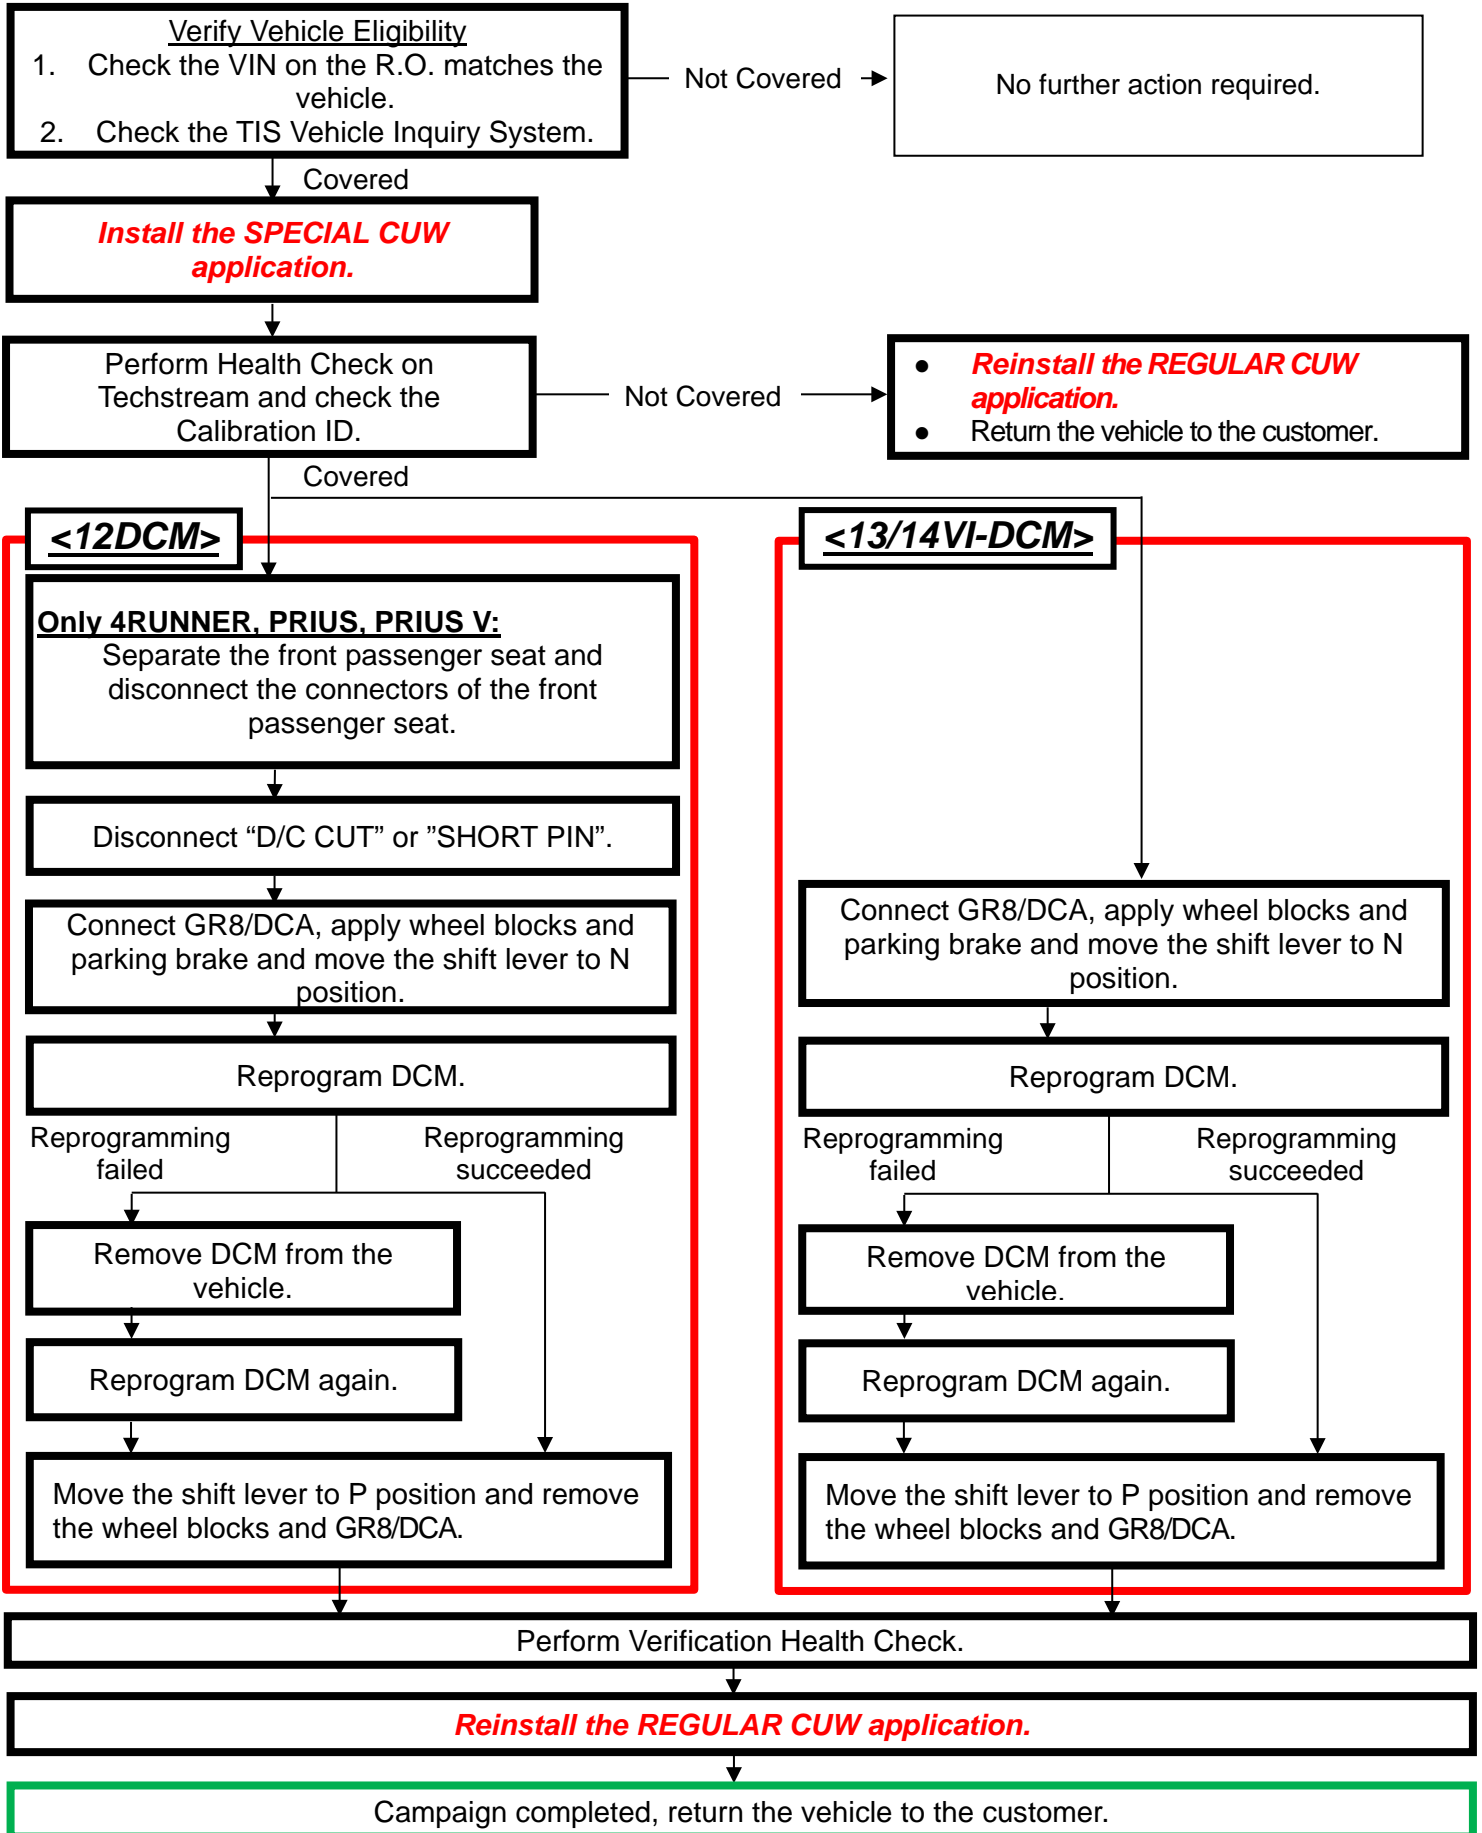 Verify Vehicle Eligibility
1. Check the VIN on the R.O. matches the
vehicle.
2. Check the TIS Vehicle Inquiry System.
Not Covered
No further action required.
Covered
Install the SPECIAL CUW
application.
Perform Health Check on
Techstream and check the
Calibration ID.
Not Covered
● Reinstall the REGULAR CUW
application.
● Return the vehicle to the customer.
Covered
<12DCM>
Only 4RUNNER, PRIUS, PRIUS V:
Separate the front passenger seat and
disconnect the connectors of the front
passenger seat.
Disconnect “D/C CUT” or ”SHORT PIN”.
Connect GR8/DCA, apply wheel blocks and
parking brake and move the shift lever to N
position.
Reprogram DCM.
Reprogramming
failed
Reprogramming
succeeded
Remove DCM from the
vehicle.
Reprogram DCM again.
Move the shift lever to P position and remove
the wheel blocks and GR8/DCA.
<13/14VI-DCM>
Connect GR8/DCA, apply wheel blocks and
parking brake and move the shift lever to N
position.
Reprogram DCM.
Reprogramming
failed
Reprogramming
succeeded
Remove DCM from the
vehicle.
Reprogram DCM again.
Move the shift lever to P position and remove
the wheel blocks and GR8/DCA.
Perform Verification Health Check.
Reinstall the REGULAR CUW application.
Campaign completed, return the vehicle to the customer.